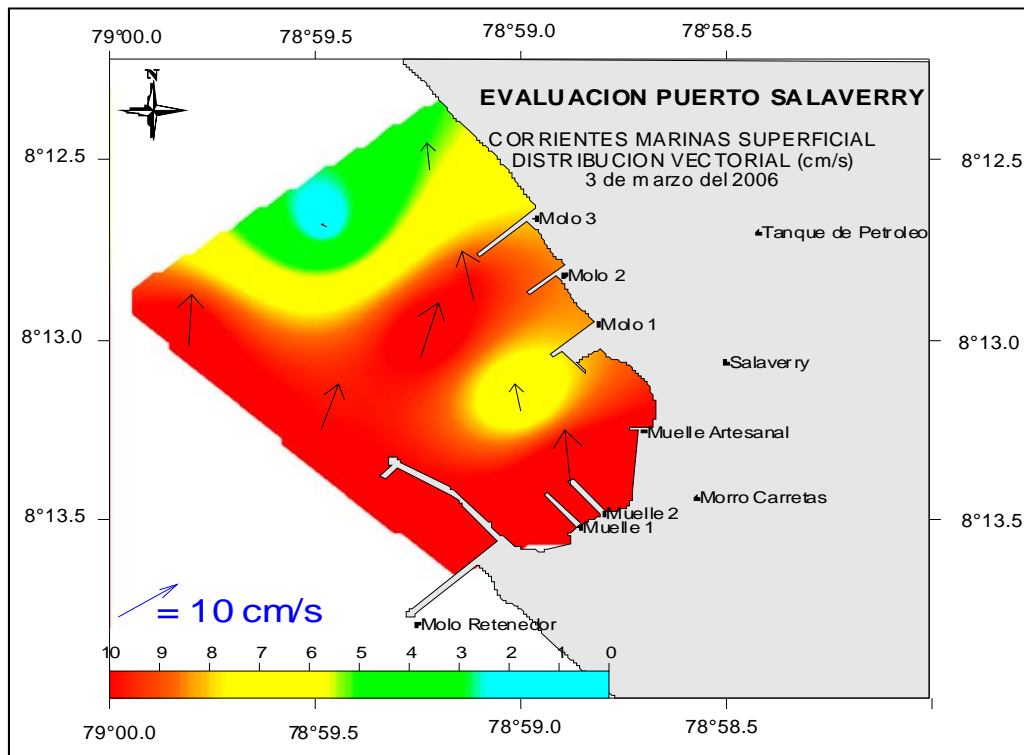 79°00.0 78°59.5 78°59.0 78°58.5
N
EVALUACION PUERTO SALAVERRY
CORRIENTES MARINAS SUPERFICIAL
DISTRIBUCION VECTORIAL (cm/s)
3 de marzo del 2006
8°12.5 8°12.5
Molo 3
Tanque de Petroleo
Molo 2
Molo 1
8°13.0 8°13.0
Salaverry
Muelle Artesanal
Morro Carretas
8°13.5 8°13.5
Muelle 2
Muelle 1
= 10 cm/s
Molo Retenedor
10 9 8 7 6 5 4 3 2 1 0
79°00.0 78°59.5 78°59.0 78°58.5